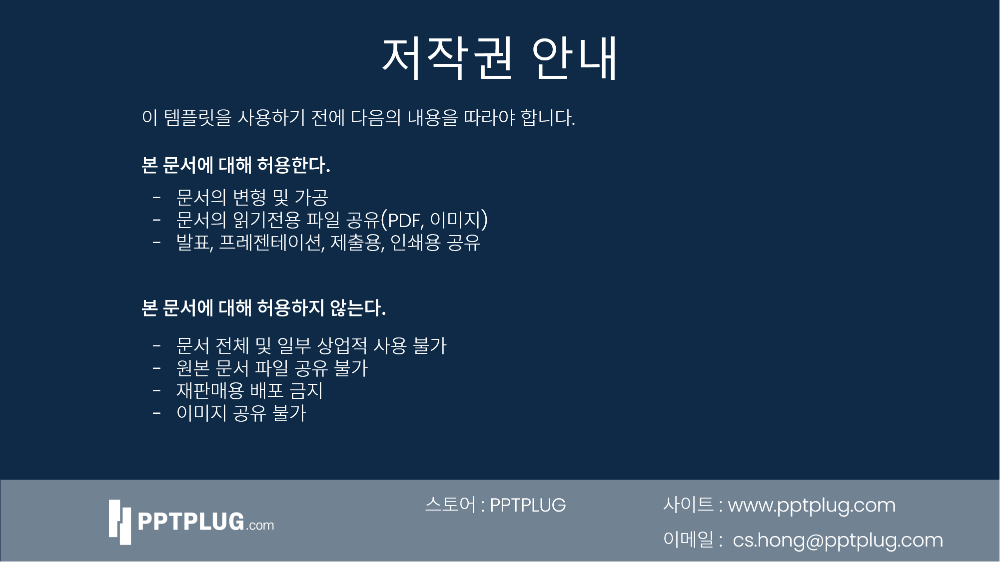 저작권 안내
이 템플릿을 사용하기 전에 다음의 내용을 따라야 합니다.
본 문서에 대해 허용한다.
- 문서의 변형 및 가공
- 문서의 읽기전용 파일 공유(PDF, 이미지)
- 발표, 프레젠테이션, 제출용, 인쇄용 공유
본 문서에 대해 허용하지 않는다.
- 문서 전체 및 일부 상업적 사용 불가
- 원본 문서 파일 공유 불가
- 재판매용 배포 금지
- 이미지 공유 불가
PPTPLUG.com
스토어 : PPTPLUG
사이트 : www.pptplug.com
이메일 : cs.hong@pptplug.com